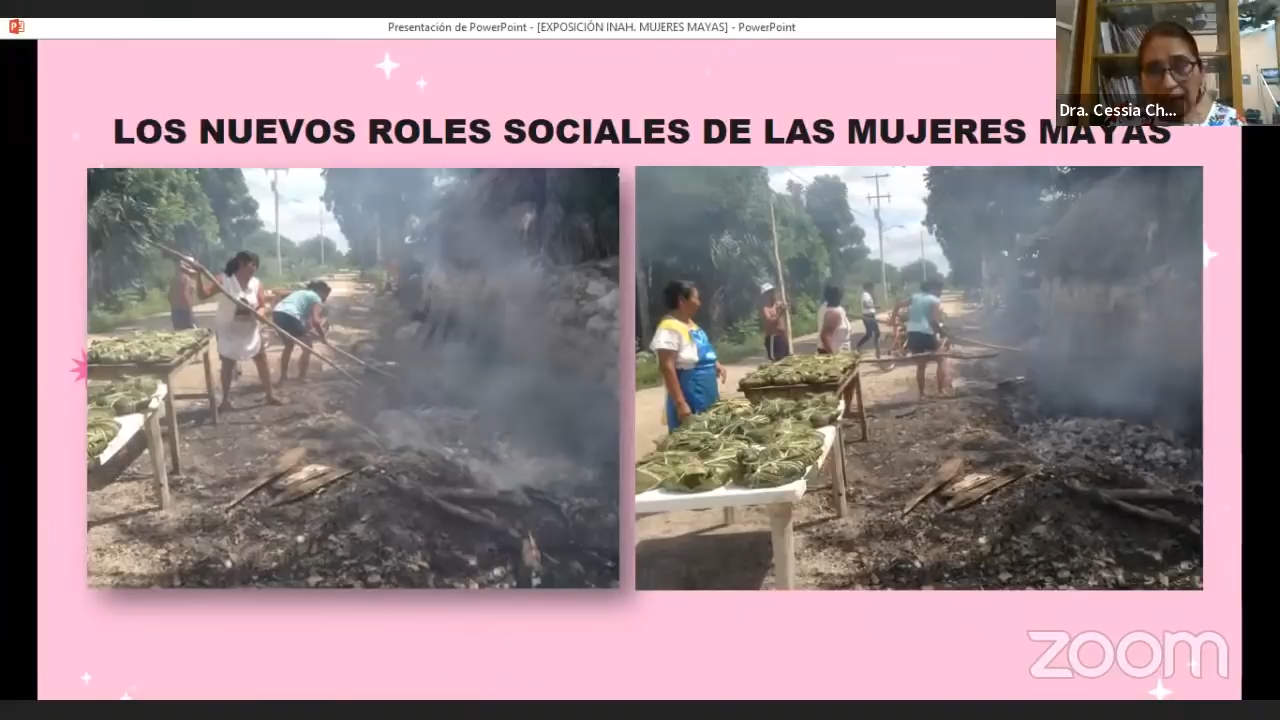 Presentación de PowerPoint - [EXPOSICIÓN INAH. MUJERES MAYAS] - PowerPoint
Dra. Cessia Ch...
LOS NUEVOS ROLES SOCIALES DE LAS MUJERES MAYAS
zoom